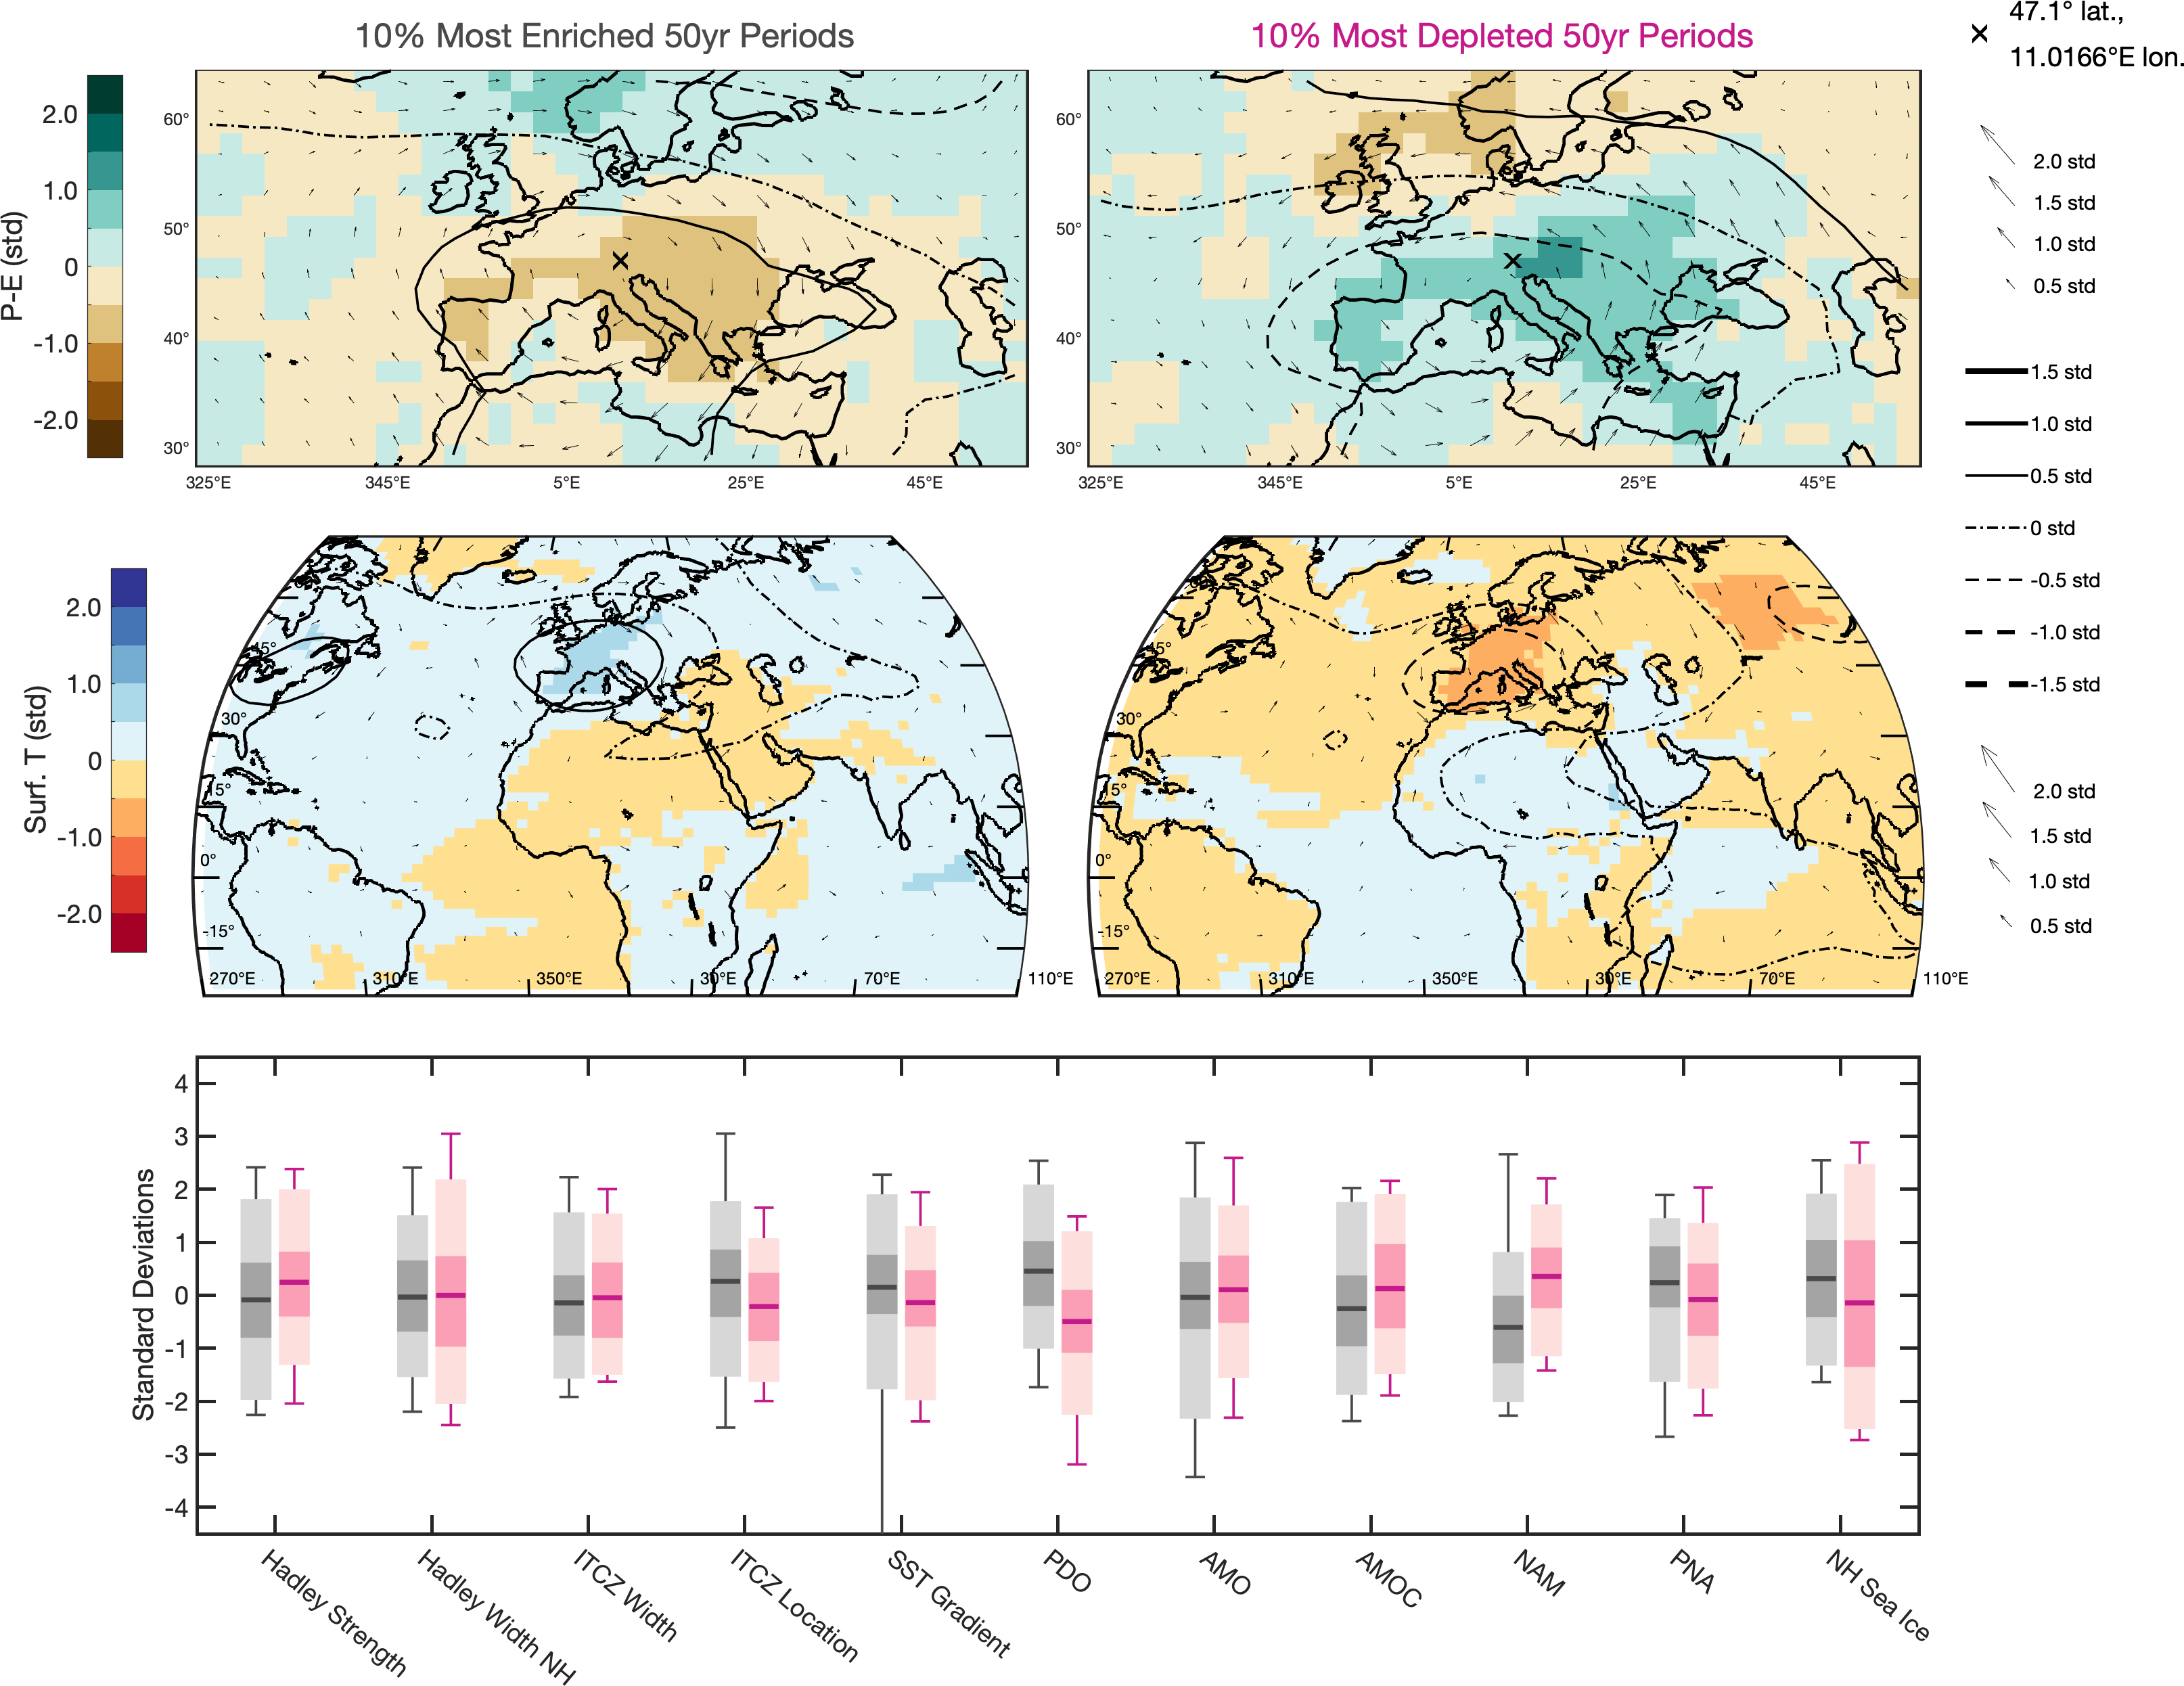 10% Most Enriched 50yr Periods
10% Most Depleted 50yr Periods
47.1° lat.,
11.0166°E lon.
P-E (std)
2.0
1.0
0
-1.0
-2.0
60°
50°
40°
30°
325°E
345°E
5°E
25°E
45°E
60°
50°
40°
30°
325°E
345°E
5°E
25°E
45°E
2.0 std
1.5 std
1.0 std
0.5 std
1.5 std
1.0 std
0.5 std
0 std
-0.5 std
-1.0 std
-1.5 std
Surf. T (std)
2.0
1.0
0
-1.0
-2.0
45°
30°
15°
0°
-15°
270°E
310°E
350°E
30°E
70°E
110°E
45°
30°
15°
0°
-15°
270°E
310°E
350°E
30°E
70°E
110°E
2.0 std
1.5 std
1.0 std
0.5 std
Standard Deviations
4
3
2
1
0
-1
-2
-3
-4
Hadley Strength
Hadley Width NH
ITCZ Width
ITCZ Location
SST Gradient
PDO
AMO
AMOC
NAM
PNA
NH Sea Ice